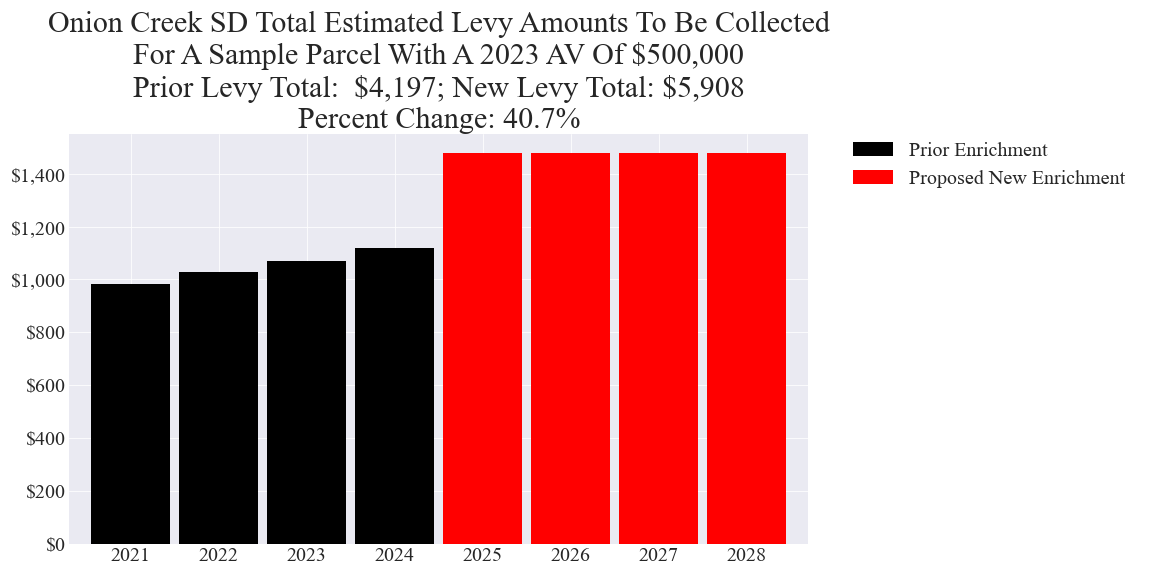 Onion Creek SD Total Estimated Levy Amounts To Be Collected
For A Sample Parcel With A 2023 AV Of $500,000
Prior Levy Total:  $4,197; New Levy Total: $5,908
Percent Change: 40.7%
Prior Enrichment
Proposed New Enrichment
$1,400
$1,200
$1,000
$800
$600
$400
$200
$0
2021 2022 2023 2024 2025 2026 2027 2028